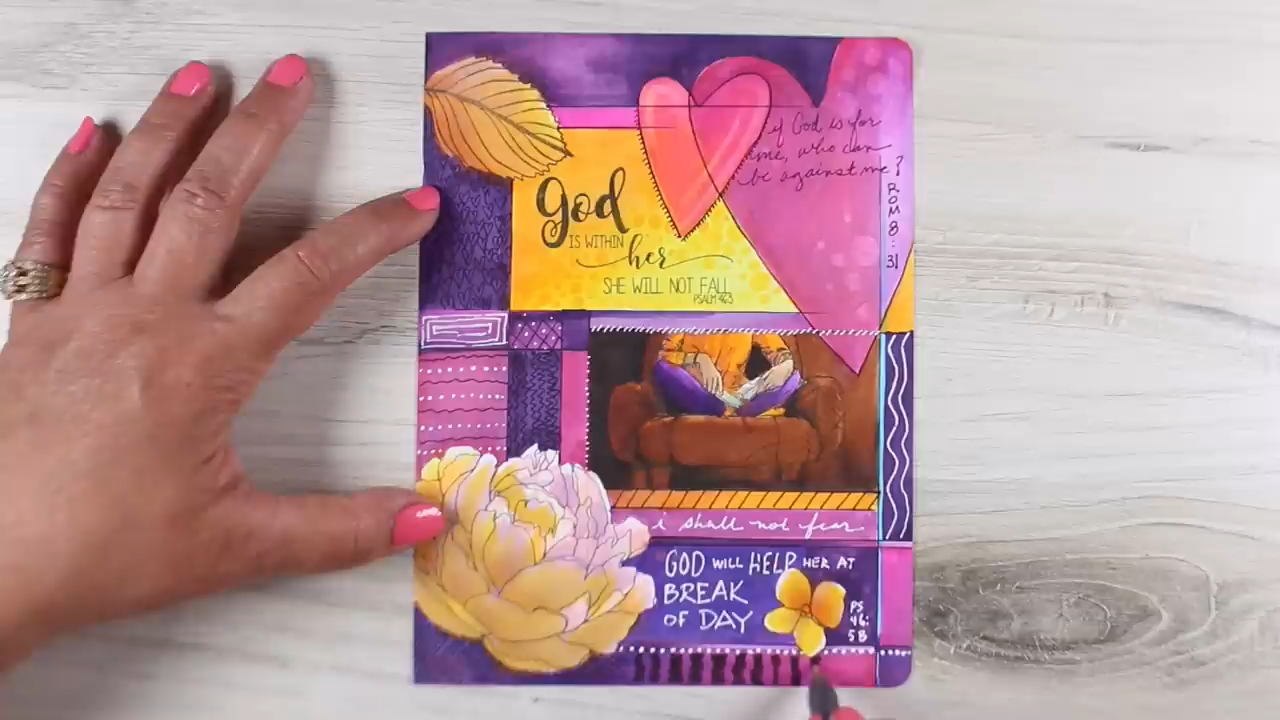 if God is for
me, who can
be against me?
ROM 8:31
god
IS WITHIN
her
SHE WILL NOT FALL
PSALM 46:5
i shall not fear
GOD WILL HELP HER AT
BREAK
OF DAY
PS
46:
5B